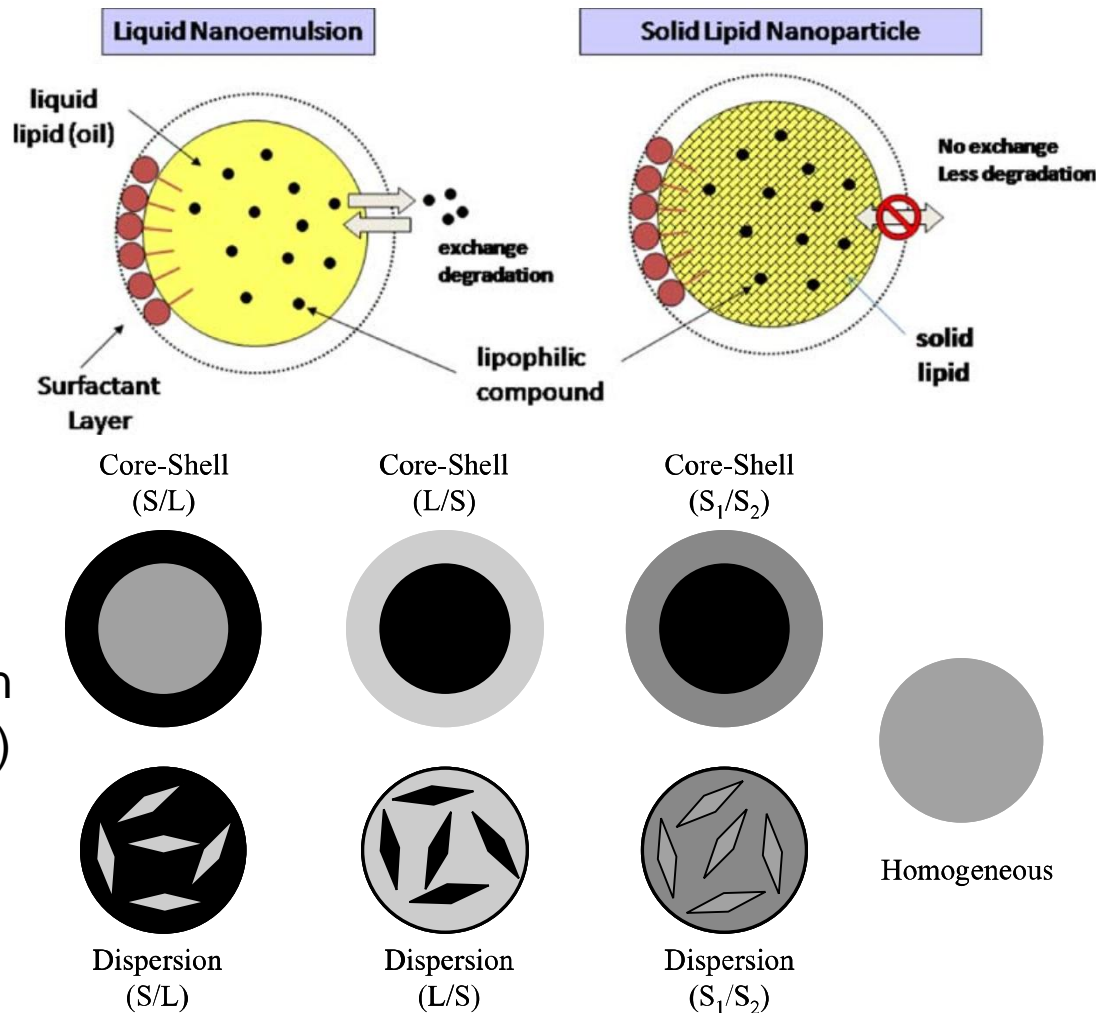 Liquid Nanoemulsion
Solid Lipid Nanoparticle
liquid
lipid (oil)
No exchange
Less degradation
exchange
degradation
lipophilic
compound
solid
lipid
Surfactant
Layer
Core-Shell
(S/L)
Core-Shell
(L/S)
Core-Shell
(S₁/S₂)
n
)
Homogeneous
Dispersion
(S/L)
Dispersion
(L/S)
Dispersion
(S₁/S₂)